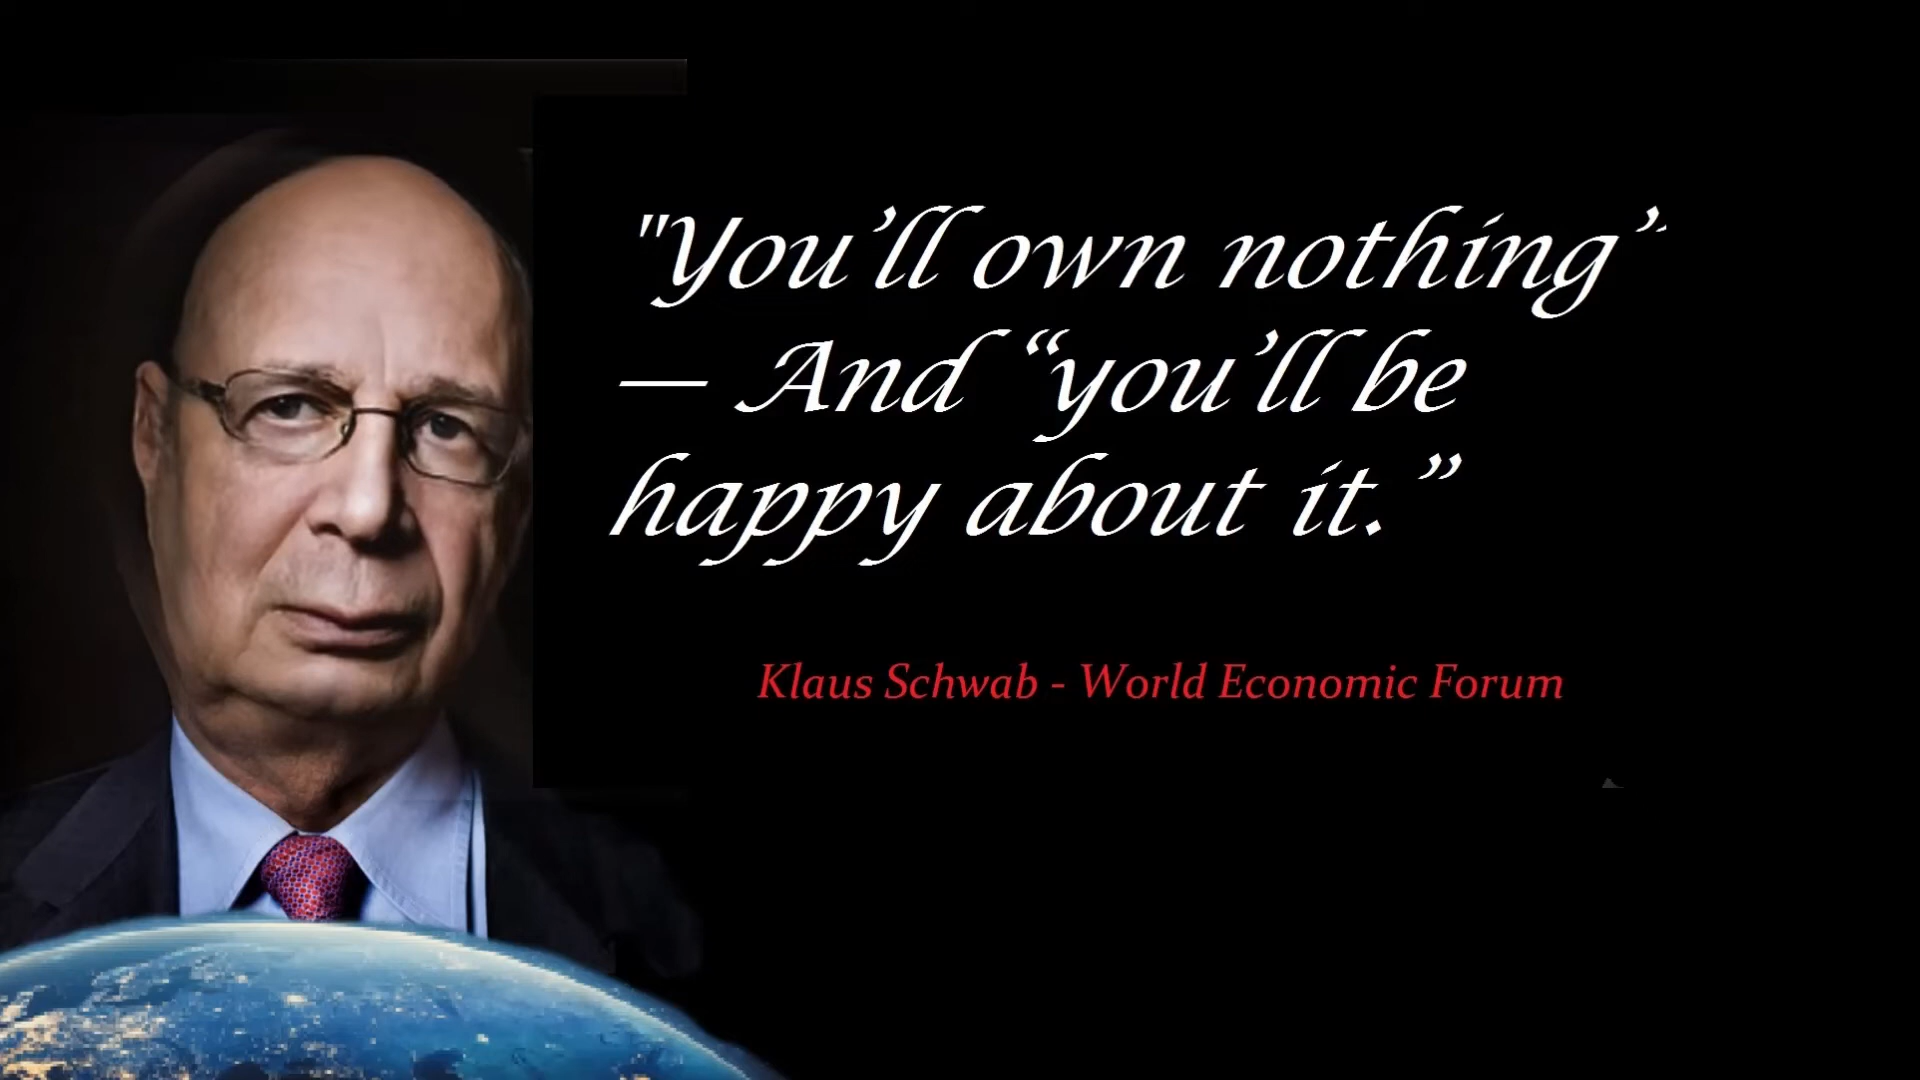 "You’ll own nothing”
— And “you’ll be
happy about it.”
Klaus Schwab - World Economic Forum